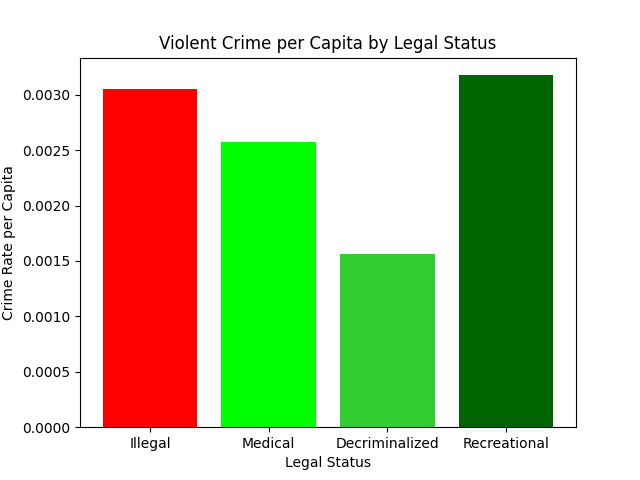 Violent Crime per Capita by Legal Status
Crime Rate per Capita
0.0030
0.0025
0.0020
0.0015
0.0010
0.0005
0.0000
Illegal Medical Decriminalized Recreational
Legal Status